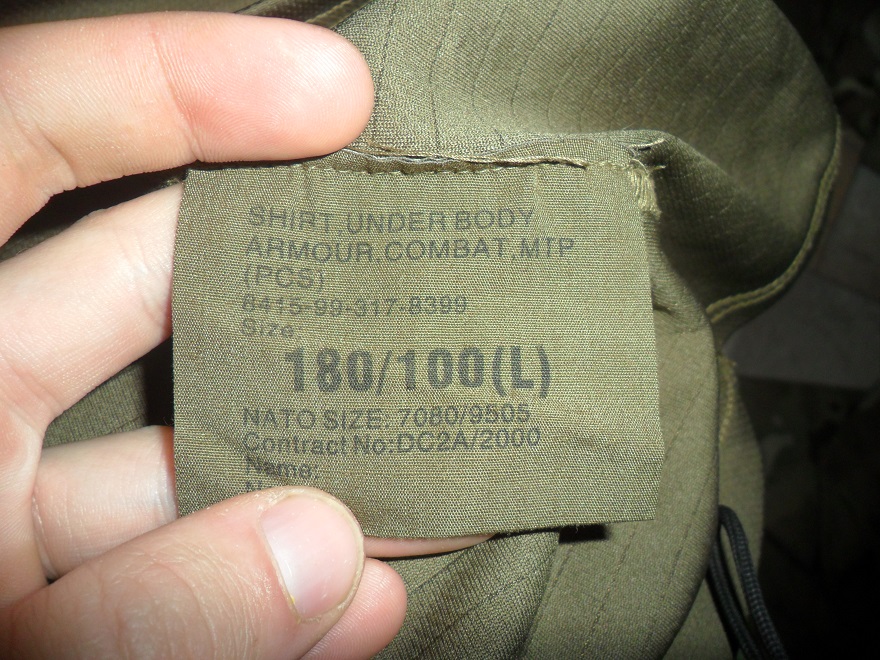 SHIRT,UNDER BODY
ARMOUR,COMBAT,MTP
(PCS)
8415-99-317-8399
Size:
180/100(L)
NATO SIZE. 7080/9505
Contract No:DC2A/2000
Name: